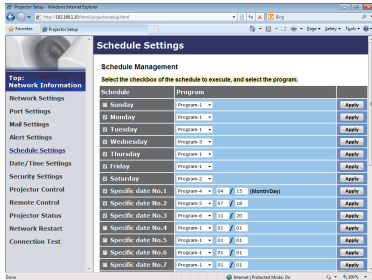 Projector Setup - Windows Internet Explorer
http://192.168.1.10/html/projectorsetup.html
Bing
Favorites
Projector Setup
Page
Safety
Tools
Schedule Settings
Schedule Management
Select the checkbox of the schedule to execute, and select the program.
Schedule Program
Sunday Program-1 Apply
Monday Program-1 Apply
Tuesday Program-2 Apply
Wednesday Program-3 Apply
Thursday Program-1 Apply
Friday Program-1 Apply
Saturday Program-2 Apply
Specific date No.1 Program-4 04 / 15 (Month/Day) Apply
Specific date No.2 Program-5 07 / 16 Apply
Specific date No.3 Program-6 11 / 20 Apply
Specific date No.4 Program-1 01 / 01 Apply
Specific date No.5 Program-1 01 / 01 Apply
Specific date No.6 Program-1 01 / 01 Apply
Specific date No.7 Program-1 01 / 01 Apply
Top:
Network Information
Network Settings
Port Settings
Mail Settings
Alert Settings
Schedule Settings
Date/Time Settings
Security Settings
Projector Control
Remote Control
Projector Status
Network Restart
Connection Test
Done
Internet | Protected Mode: On
100%